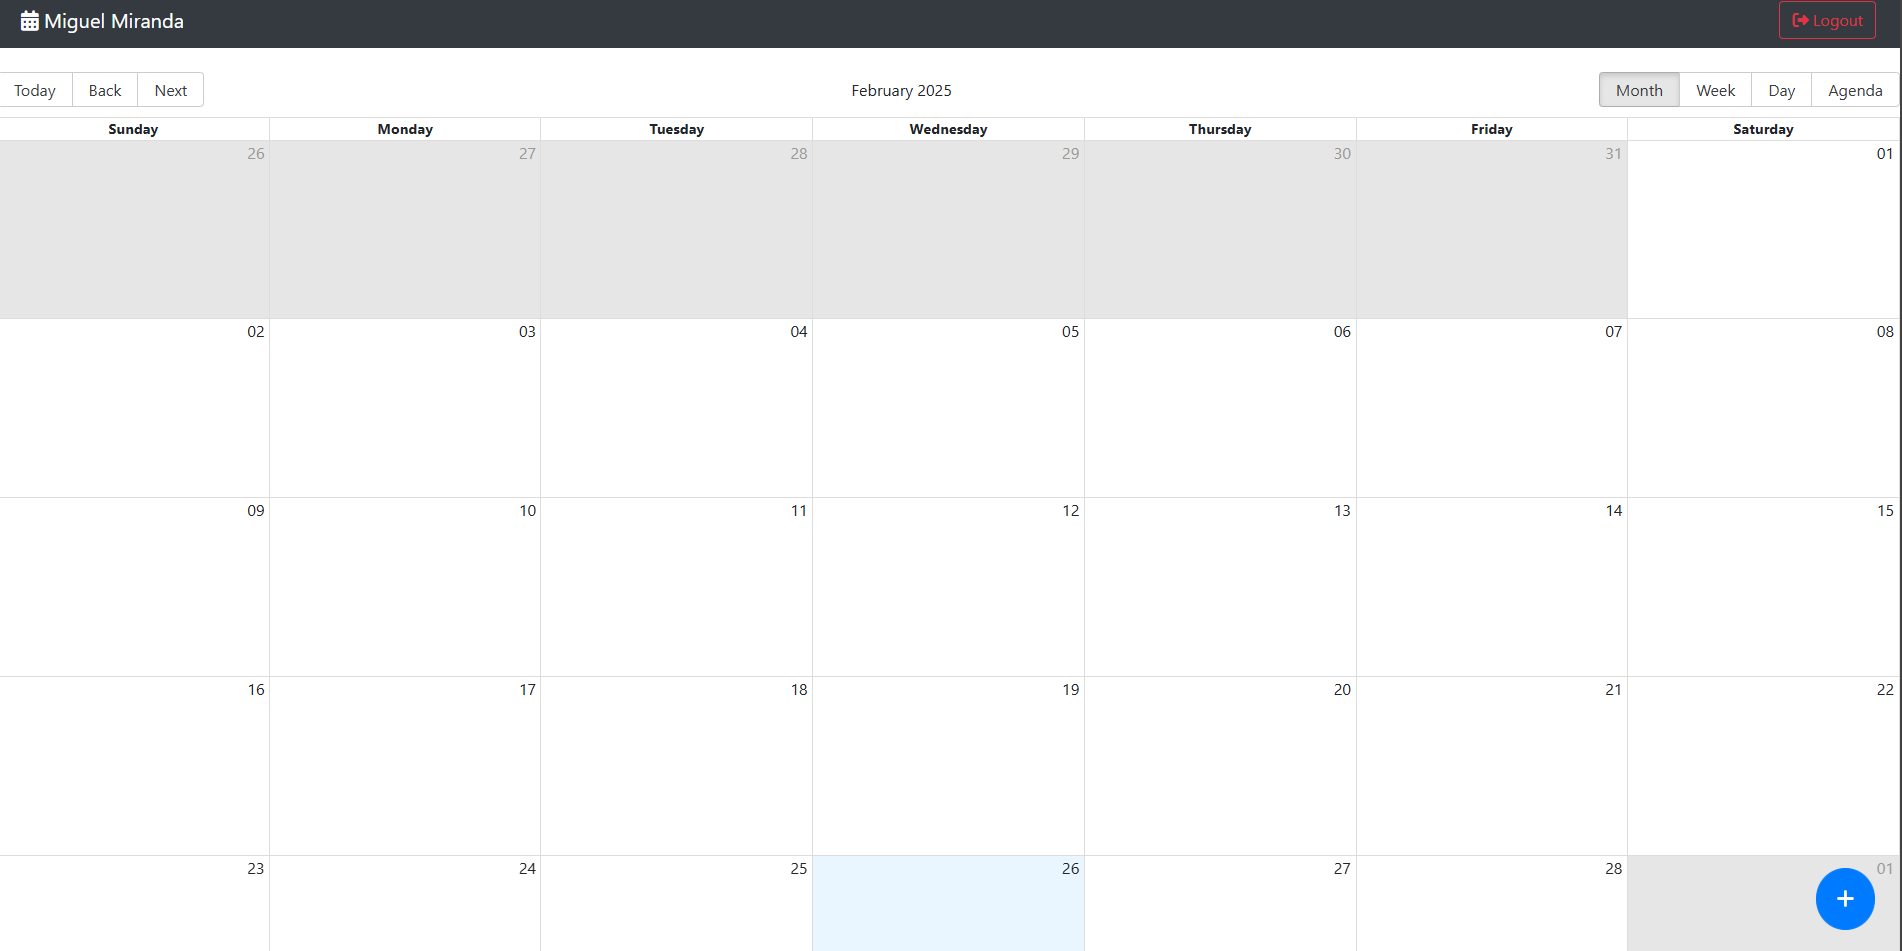 Miguel Miranda
Logout
Today Back Next
February 2025
Month Week Day Agenda
Sunday Monday Tuesday Wednesday Thursday Friday Saturday
26 27 28 29 30 31 01
02 03 04 05 06 07 08
09 10 11 12 13 14 15
16 17 18 19 20 21 22
23 24 25 26 27 28 01
+